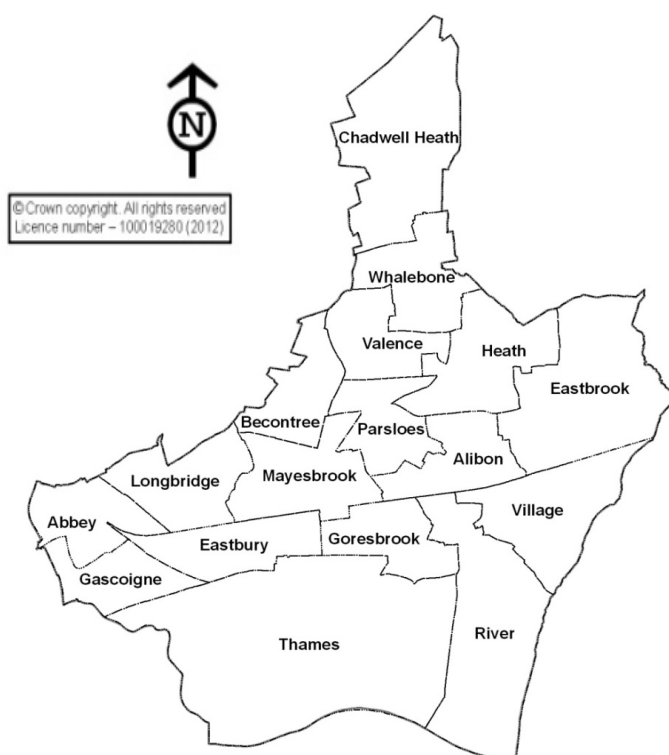 Chadwell Heath
N
© Crown copyright. All rights reserved
Licence number – 100019280 (2012)
Whalebone
Valence
Heath
Eastbrook
Becontree
Parsloes
Alibon
Longbridge
Mayesbrook
Village
Abbey
Eastbury
Goresbrook
Gascoigne
River
Thames